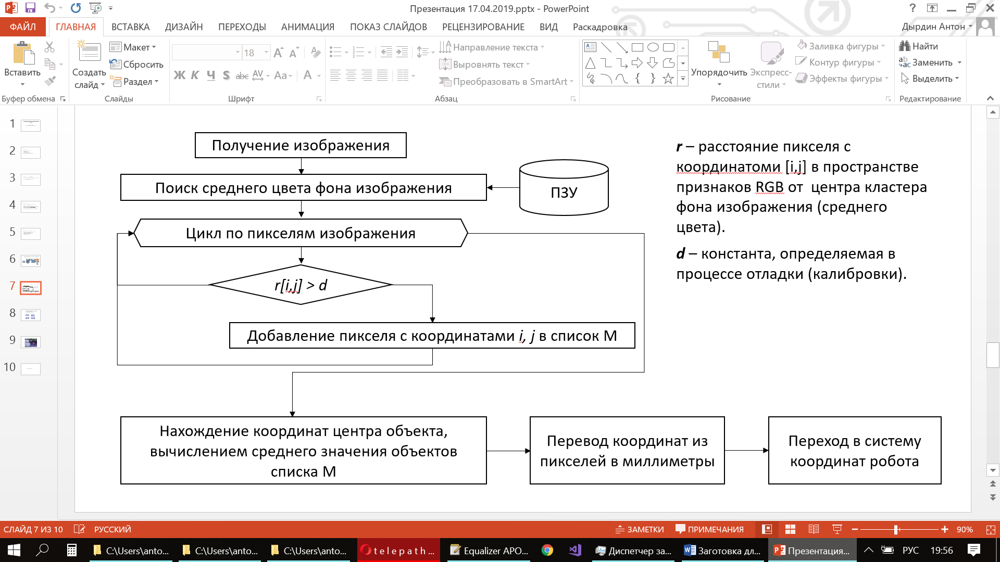 Презентация 17.04.2019.pptx - PowerPoint
?
ФАЙЛ ГЛАВНАЯ ВСТАВКА ДИЗАЙН ПЕРЕХОДЫ АНИМАЦИЯ ПОКАЗ СЛАЙДОВ РЕЦЕНЗИРОВАНИЕ ВИД Раскадровка Дырдин Антон
Вставить
Создать слайд
Макет
Сбросить
Раздел
18
Ж К Ч S abc AV Aa A
Направление текста
Выровнять текст
Преобразовать в SmartArt
Упорядочить
Экспресс-стили
Заливка фигуры
Контур фигуры
Эффекты фигуры
Найти
Заменить
Выделить
Буфер обмена Слайды Шрифт Абзац Рисование Редактирование
1
2
3
4
5
6
7
8
9
10
Получение изображения
Поиск среднего цвета фона изображения
ПЗУ
Цикл по пикселям изображения
r[i,j] > d
Добавление пикселя с координатами i, j в список М
Нахождение координат центра объекта,
вычислением среднего значения объектов
списка М
Перевод координат из
пикселей в миллиметры
Переход в систему
координат робота
r – расстояние пикселя с
координатоми [i,j] в пространстве
признаков RGB от центра кластера
фона изображения (среднего
цвета).
d – константа, определяемая в
процессе отладки (калибровки).
СЛАЙД 7 ИЗ 10 РУССКИЙ ЗАМЕТКИ ПРИМЕЧАНИЯ 90%
C:\Users\anto... C:\Users\anto... C:\Users\anto... t e l e p a t h ... Equalizer APO... Диспетчер за... Заготовка дл... Презентация... РУС 19:56